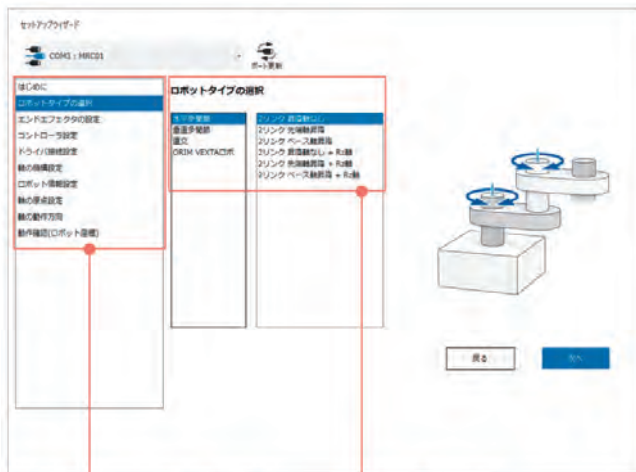 セットアップウィザード
COM1 : MRC01
ポート更新
はじめに
ロボットタイプの選択
エンドエフェクタの設定
コントローラ設定
ドライバ接続設定
軸の機構設定
ロボット情報設定
軸の原点設定
軸の動作方向
動作確認(ロボット座標)
ロボットタイプの選択
水平多関節
垂直多関節
直交
ORIM VEXTAロボ
2リンク 昇降軸なし
2リンク 先端軸昇降
2リンク ベース軸昇降
2リンク 昇降軸なし + Rz軸
2リンク 先端軸昇降 + Rz軸
2リンク ベース軸昇降 + Rz軸
戻る
次へ